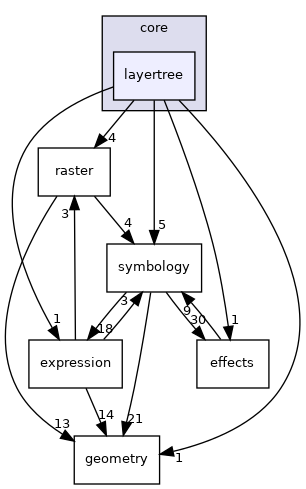 core
layertree
4
raster
3
4
5
symbology
3
18
9
30
1
1
expression
effects
13
14
21
geometry
1